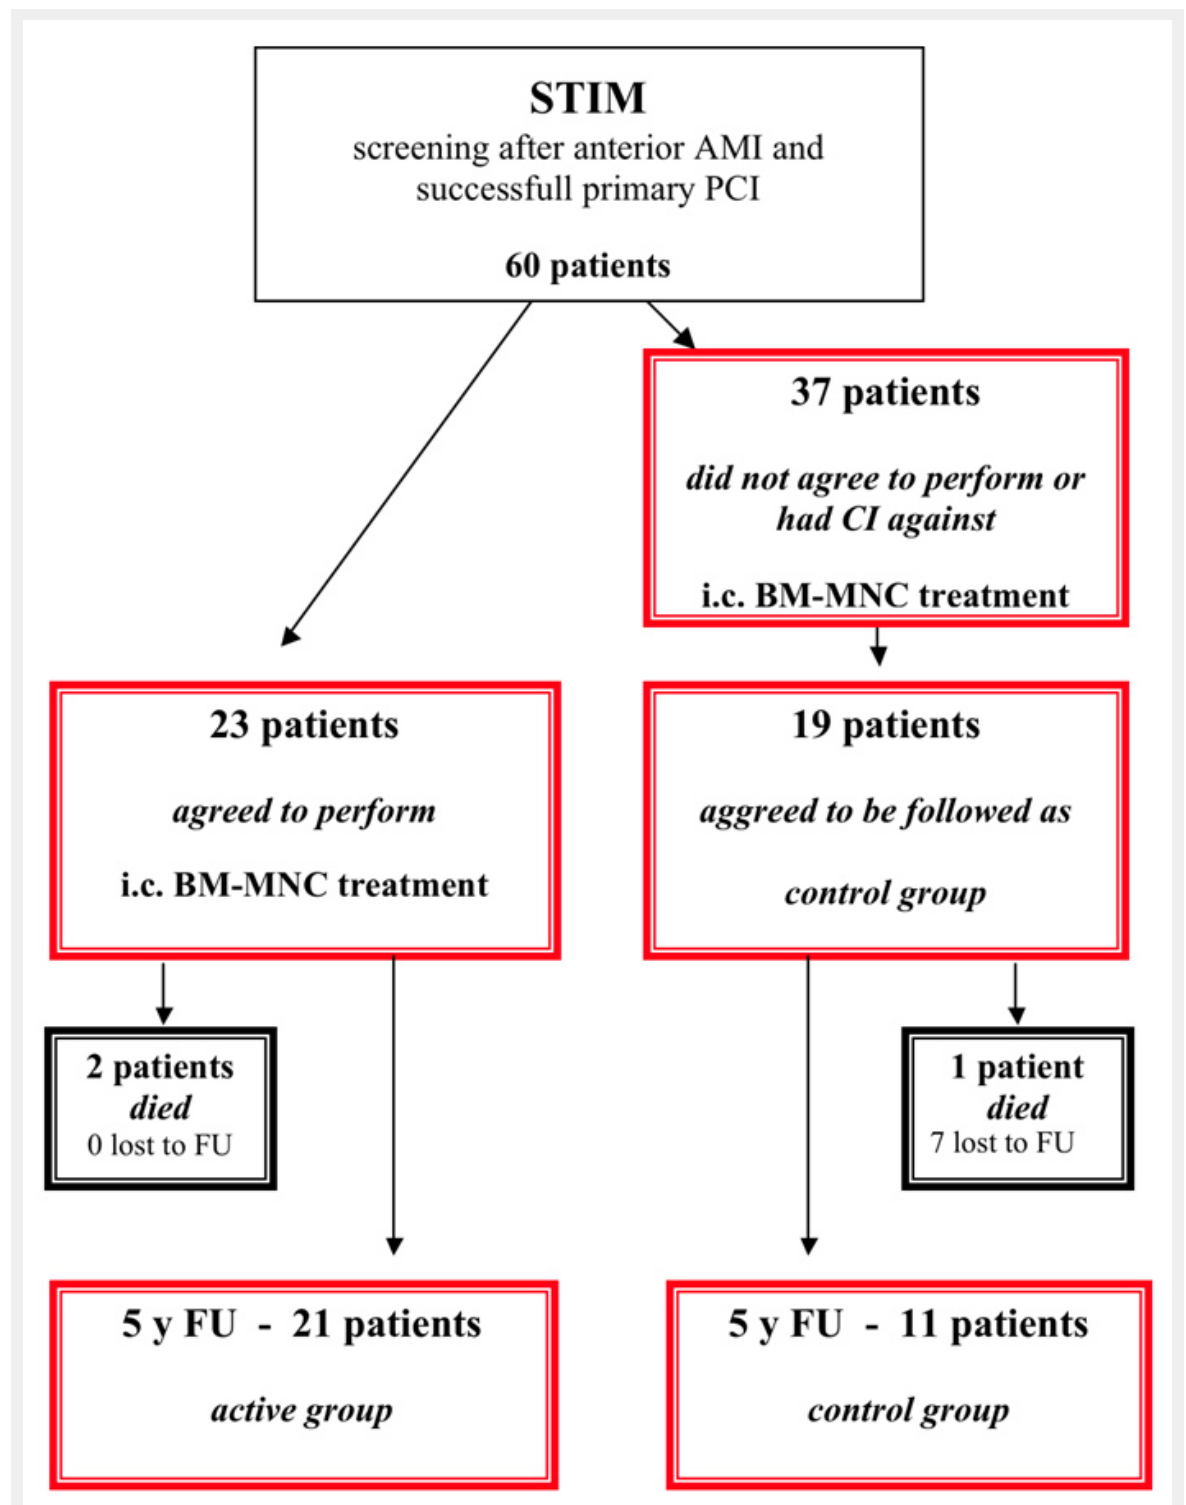 STIM
screening after anterior AMI and
successfull primary PCI
60 patients
37 patients
did not agree to perform or
had CI against
i.c. BM-MNC treatment
23 patients
agreed to perform
i.c. BM-MNC treatment
19 patients
aggreed to be followed as
control group
2 patients
died
0 lost to FU
1 patient
died
7 lost to FU
5 y FU - 21 patients
active group
5 y FU - 11 patients
control group